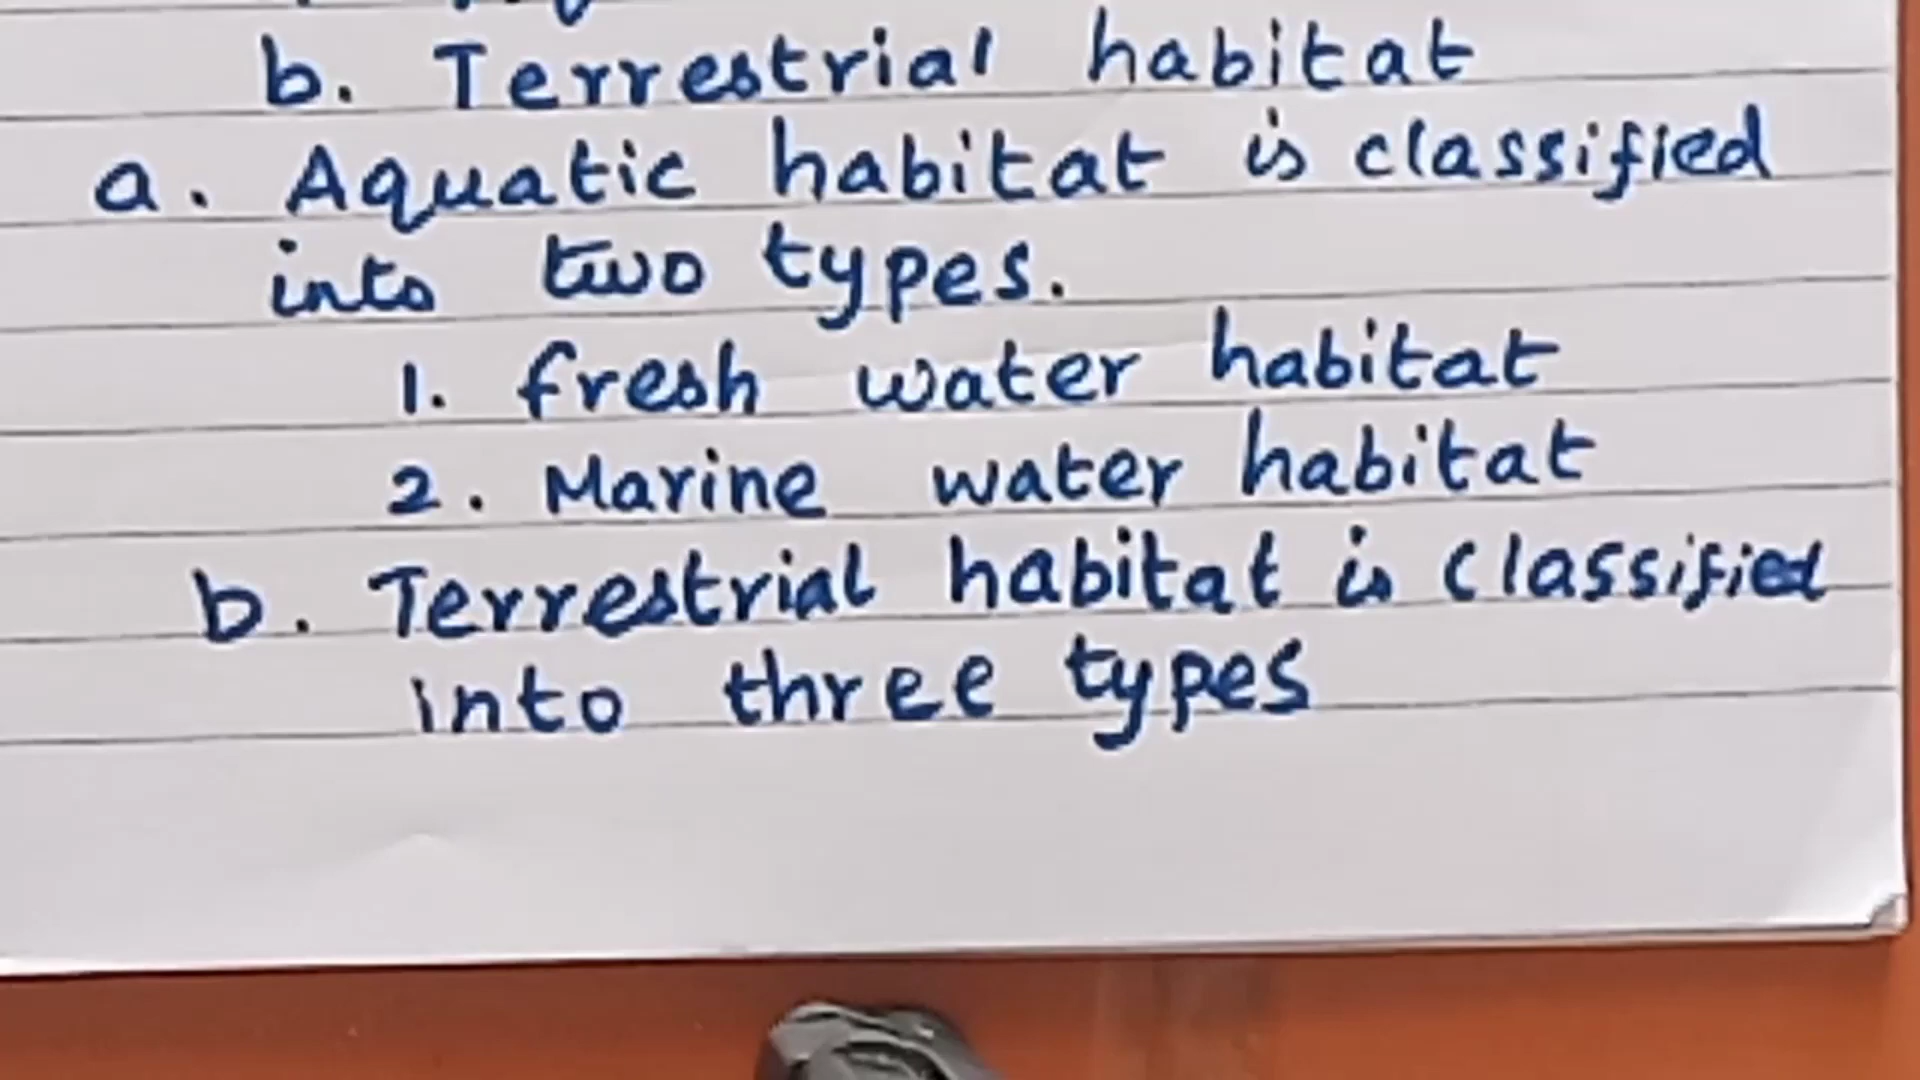 b. Terrestrial habitat
a. Aquatic habitat is classified
into two types.
1. fresh water habitat
2. Marine water habitat
b. Terrestrial habitat is classified
into three types